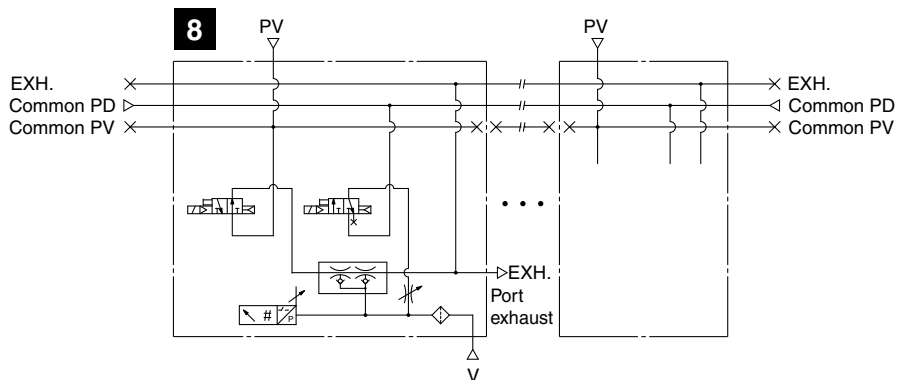 8
PV
PV
EXH.
EXH.
Common PD
Common PD
Common PV
Common PV
EXH.
Port
exhaust
#
P
V